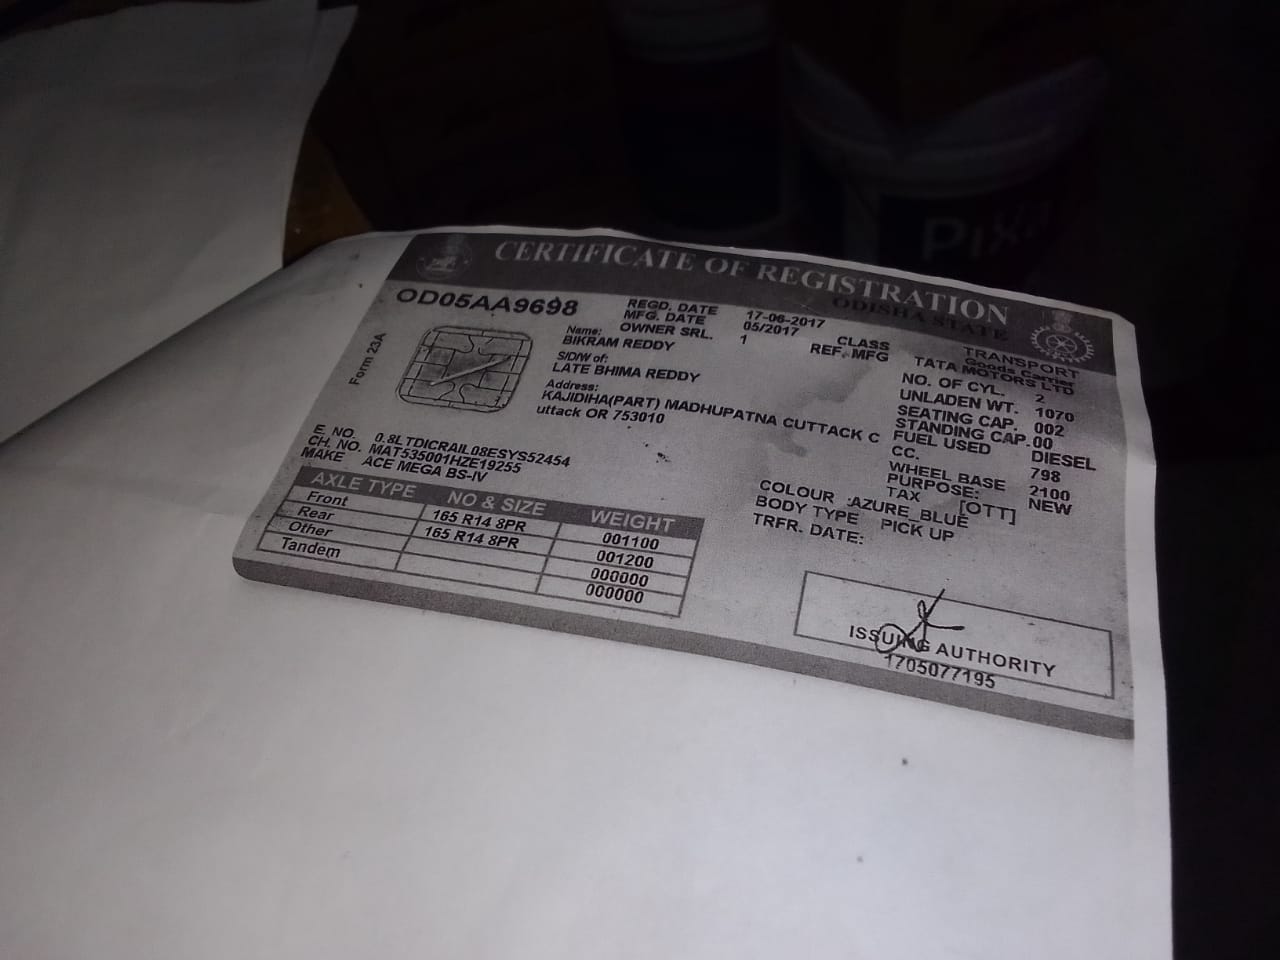 CERTIFICATE OF REGISTRATION
ODISHA STATE
OD05AA9698
REGD. DATE 17-06-2017
MFG. DATE 05/2017
OWNER SRL. 1
CLASS TRANSPORT
Goods Carrier
REF. MFG TATA MOTORS LTD
Form 23A
Name:
BIKRAM REDDY
S/D/W of:
LATE BHIMA REDDY
Address:
KAJIDIHA(PART) MADHUPATNA CUTTACK C
uttack OR 753010
NO. OF CYL. 2
UNLADEN WT. 1070
SEATING CAP. 002
STANDING CAP. 00
FUEL USED DIESEL
CC. 798
WHEEL BASE 2100
PURPOSE: NEW
TAX [OTT]
E. NO. 0.8LTDICRAIL08ESYS52454
CH. NO. MAT535001HZE19255
MAKE ACE MEGA BS-IV
COLOUR :AZURE_BLUE
BODY TYPE PICK UP
TRFR. DATE:
AXLE TYPE NO & SIZE WEIGHT
Front 165 R14 8PR 001100
Rear 165 R14 8PR 001200
Other 000000
Tandem 000000
ISSUING AUTHORITY
1705077195